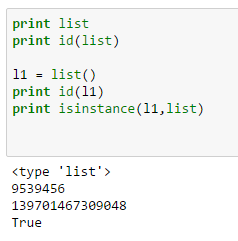 print list
print id(list)
l1 = list()
print id(l1)
print isinstance(l1,list)
<type 'list'>
9539456
139701467309048
True